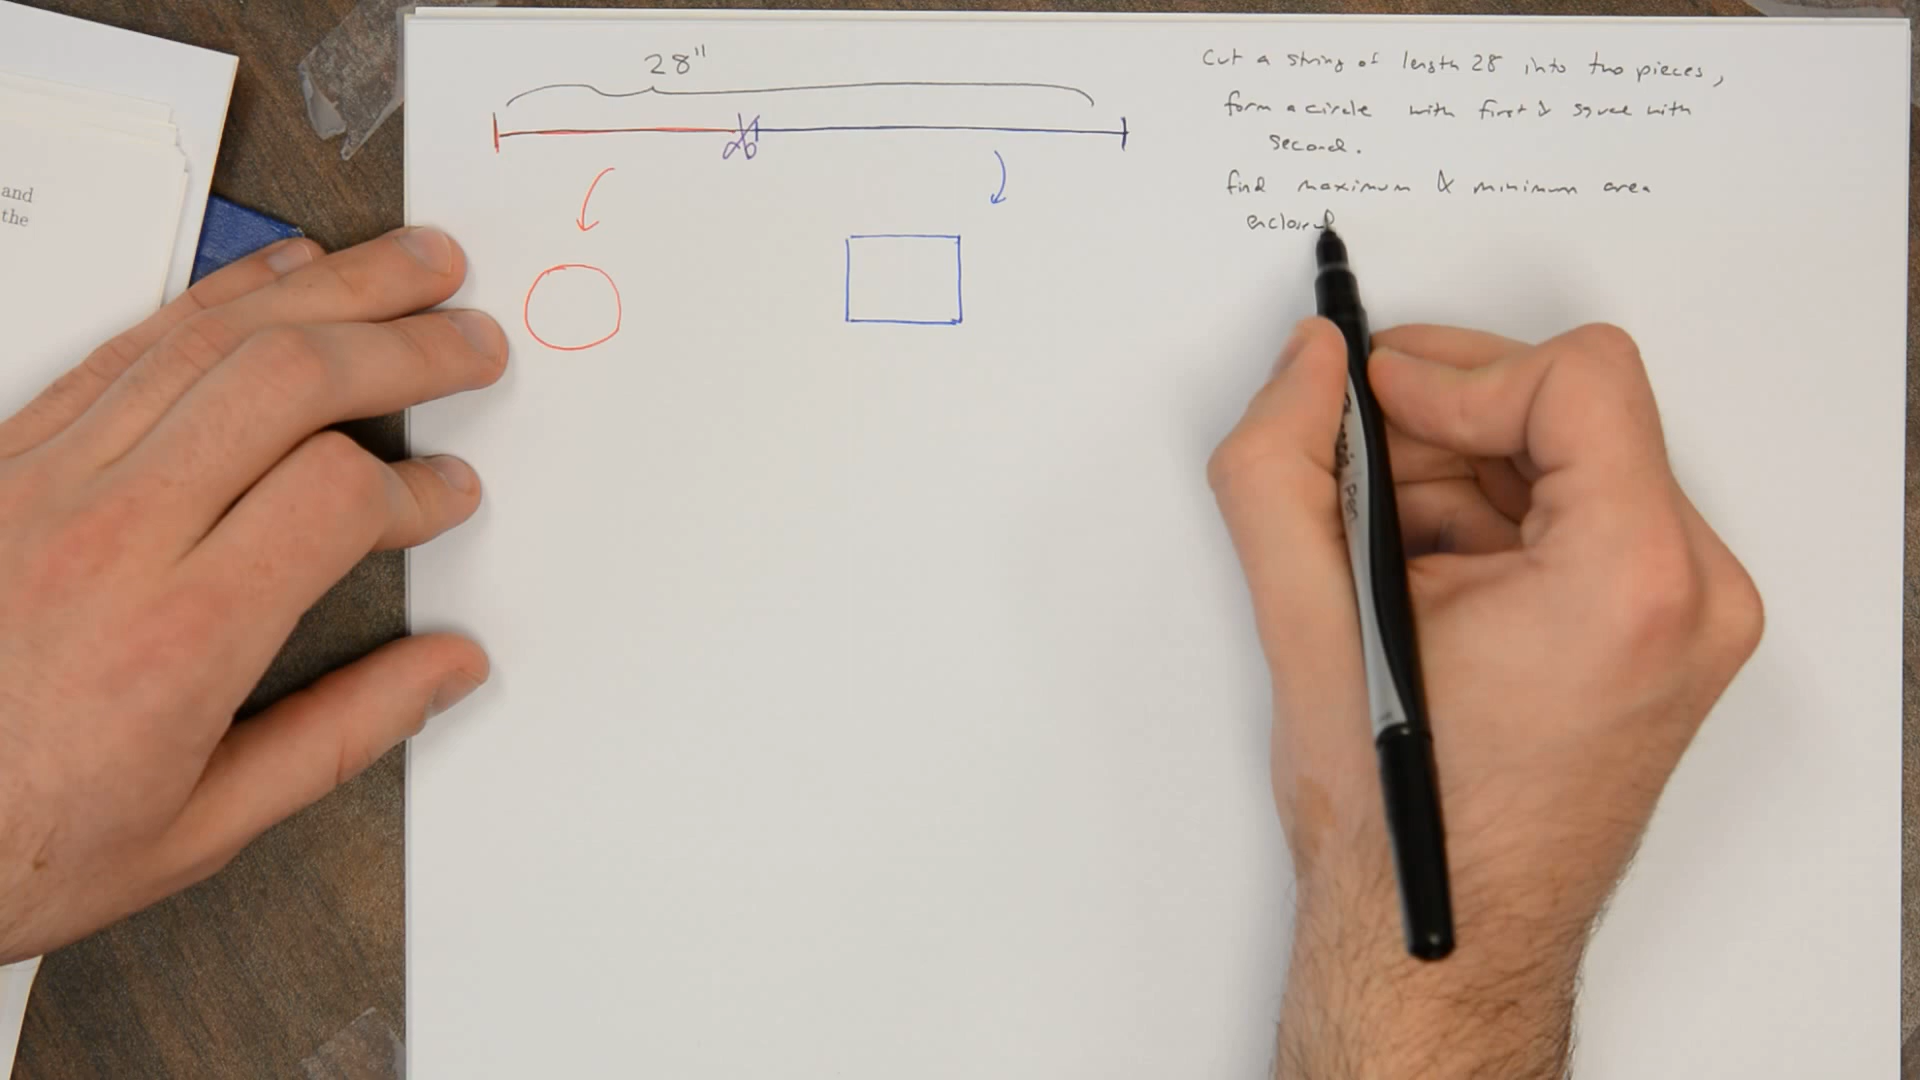 28"
Cut a string of length 28 into two pieces,
form a circle with first & square with
second.
find maximum & minimum area
enclosed
and
the
Pen